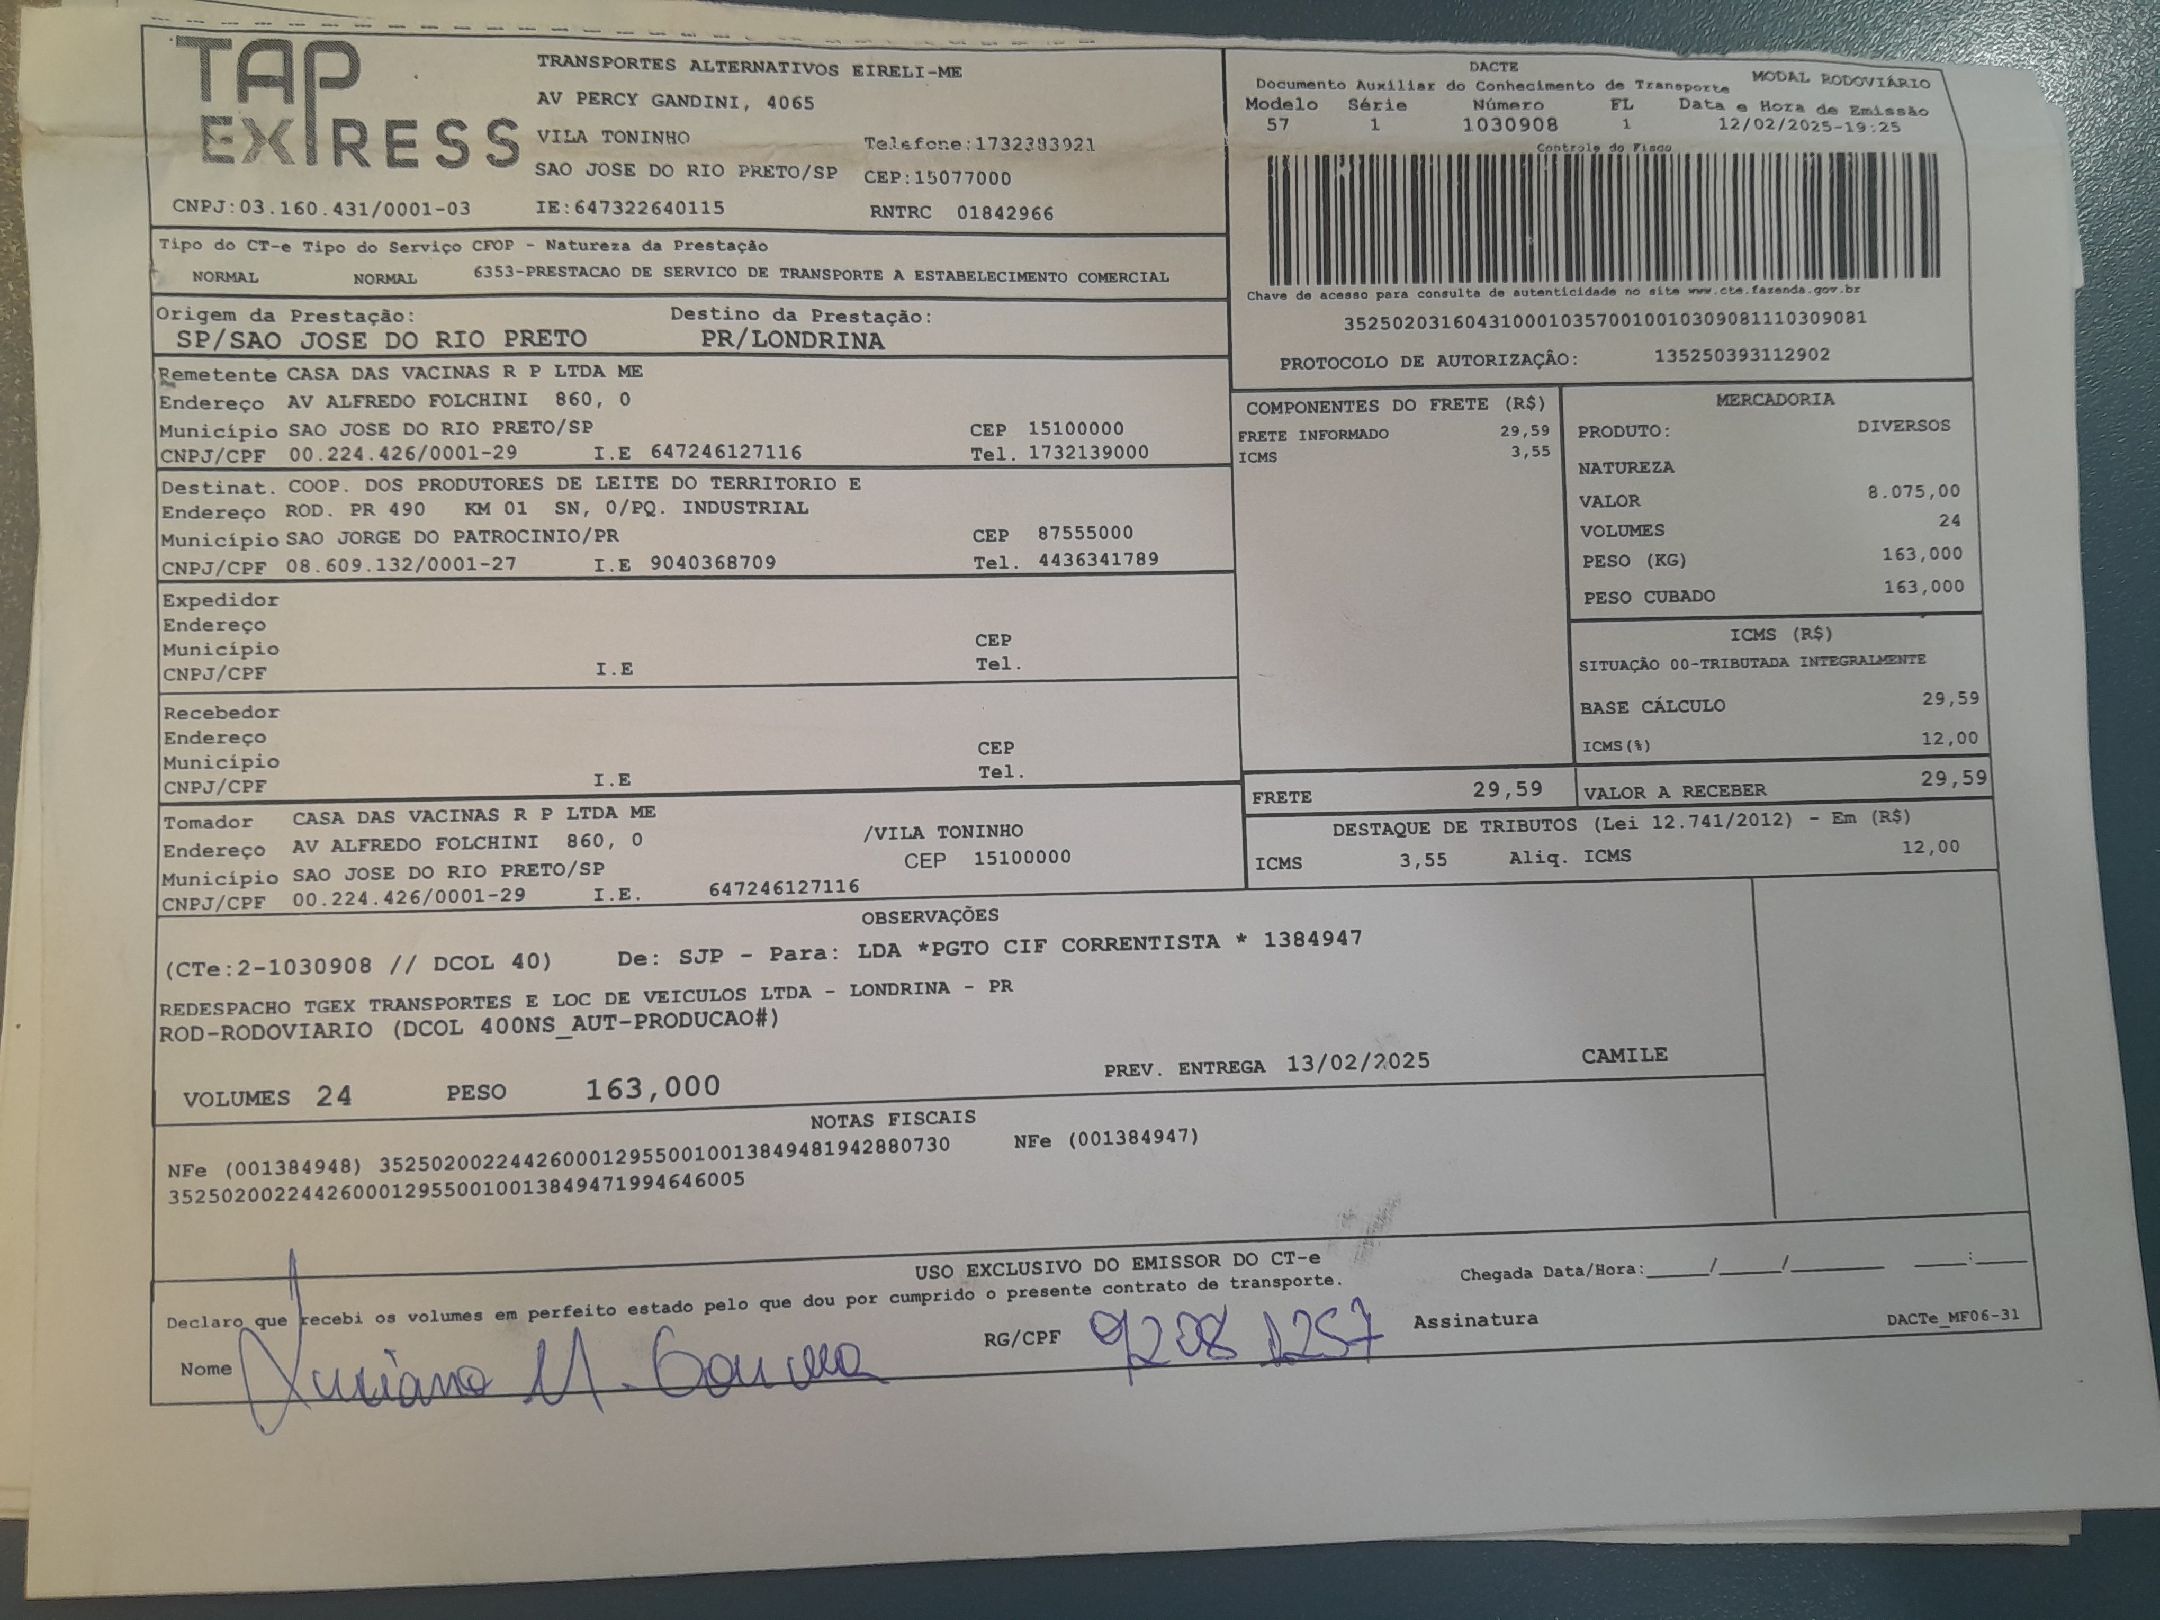 TAP EXPRESS
TRANSPORTES ALTERNATIVOS EIRELI-ME
AV PERCY GANDINI, 4065
VILA TONINHO Telefone:1732383921
SAO JOSE DO RIO PRETO/SP CEP:15077000
CNPJ:03.160.431/0001-03 IE:647322640115 RNTRC 01842966
DACTE
Documento Auxiliar do Conhecimento de Transporte MODAL RODOVIÁRIO
Modelo Série Número FL Data e Hora de Emissão
57 1 1030908 1 12/02/2025-19:25
Controle do Fisco
Chave de acesso para consulta de autenticidade no site www.cte.fazenda.gov.br
35250203160431000103570010010309081110309081
PROTOCOLO DE AUTORIZAÇÃO: 135250393112902
Tipo do CT-e Tipo do Serviço CFOP - Natureza da Prestação
NORMAL NORMAL 6353-PRESTACAO DE SERVICO DE TRANSPORTE A ESTABELECIMENTO COMERCIAL
Origem da Prestação: Destino da Prestação:
SP/SAO JOSE DO RIO PRETO PR/LONDRINA
Remetente CASA DAS VACINAS R P LTDA ME
Endereço AV ALFREDO FOLCHINI 860, 0
Município SAO JOSE DO RIO PRETO/SP CEP 15100000
CNPJ/CPF 00.224.426/0001-29 I.E 647246127116 Tel. 1732139000
Destinat. COOP. DOS PRODUTORES DE LEITE DO TERRITORIO E
Endereço ROD. PR 490 KM 01 SN, 0/PQ. INDUSTRIAL
Município SAO JORGE DO PATROCINIO/PR CEP 87555000
CNPJ/CPF 08.609.132/0001-27 I.E 9040368709 Tel. 4436341789
Expedidor
Endereço
Município CEP
CNPJ/CPF I.E Tel.
Recebedor
Endereço
Município CEP
CNPJ/CPF I.E Tel.
Tomador CASA DAS VACINAS R P LTDA ME
Endereço AV ALFREDO FOLCHINI 860, 0 /VILA TONINHO
Município SAO JOSE DO RIO PRETO/SP CEP 15100000
CNPJ/CPF 00.224.426/0001-29 I.E. 647246127116
COMPONENTES DO FRETE (R$)
FRETE INFORMADO 29,59
ICMS 3,55
MERCADORIA
PRODUTO: DIVERSOS
NATUREZA
VALOR 8.075,00
VOLUMES 24
PESO (KG) 163,000
PESO CUBADO 163,000
ICMS (R$)
SITUAÇÃO 00-TRIBUTADA INTEGRALMENTE
BASE CÁLCULO 29,59
ICMS(%) 12,00
FRETE 29,59 VALOR A RECEBER 29,59
DESTAQUE DE TRIBUTOS (Lei 12.741/2012) - Em (R$)
ICMS 3,55 Aliq. ICMS 12,00
OBSERVAÇÕES
(CTe:2-1030908 // DCOL 40) De: SJP - Para: LDA *PGTO CIF CORRENTISTA * 1384947
REDESPACHO TGEX TRANSPORTES E LOC DE VEICULOS LTDA - LONDRINA - PR
ROD-RODOVIARIO (DCOL 400NS_AUT-PRODUCAO#)
PREV. ENTREGA 13/02/2025 CAMILE
VOLUMES 24 PESO 163,000
NOTAS FISCAIS
NFe (001384948) 35250200224426000129550010013849481942880730 NFe (001384947)
35250200224426000129550010013849471994646005
USO EXCLUSIVO DO EMISSOR DO CT-e
Declaro que recebi os volumes em perfeito estado pelo que dou por cumprido o presente contrato de transporte. Chegada Data/Hora:_____/_____/________ ____:____
Nome Luciano M. RG/CPF 9208 1257 Assinatura DACTe_MF06-31